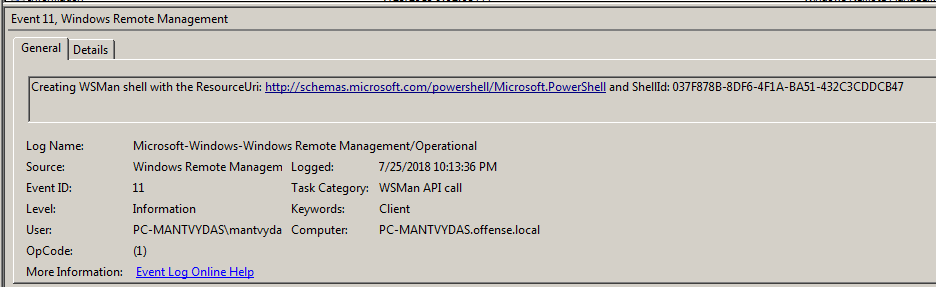 Event 11, Windows Remote Management
General Details
Creating WSMan shell with the ResourceUri: http://schemas.microsoft.com/powershell/Microsoft.PowerShell and ShellId: 037F878B-8DF6-4F1A-BA51-432C3CDDCB47
Log Name: Microsoft-Windows-Windows Remote Management/Operational
Source: Windows Remote Managem Logged: 7/25/2018 10:13:36 PM
Event ID: 11 Task Category: WSMan API call
Level: Information Keywords: Client
User: PC-MANTVYDAS\mantvyda Computer: PC-MANTVYDAS.offense.local
OpCode: (1)
More Information: Event Log Online Help